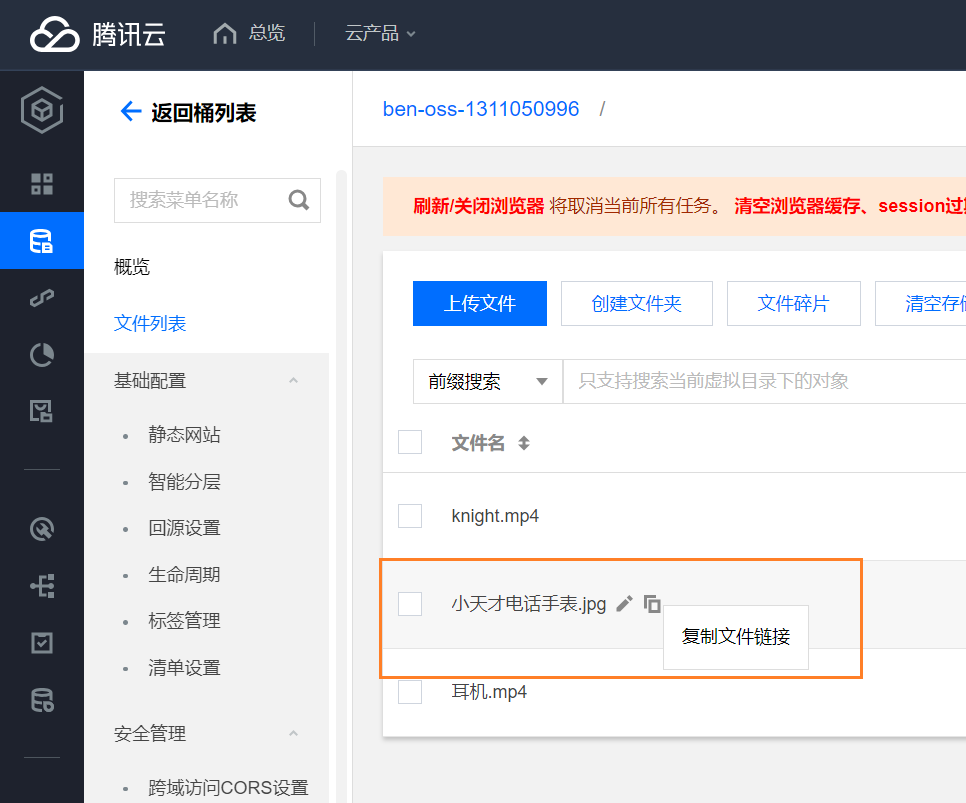 腾讯云
总览
云产品
返回桶列表
搜索菜单名称
概览
文件列表
基础配置
静态网站
智能分层
回源设置
生命周期
标签管理
清单设置
安全管理
跨域访问CORS设置
ben-oss-1311050996 /
刷新/关闭浏览器 将取消当前所有任务。 清空浏览器缓存、session过
上传文件
创建文件夹
文件碎片
清空存
前缀搜索
只支持搜索当前虚拟目录下的对象
文件名
knight.mp4
小天才电话手表.jpg
复制文件链接
耳机.mp4